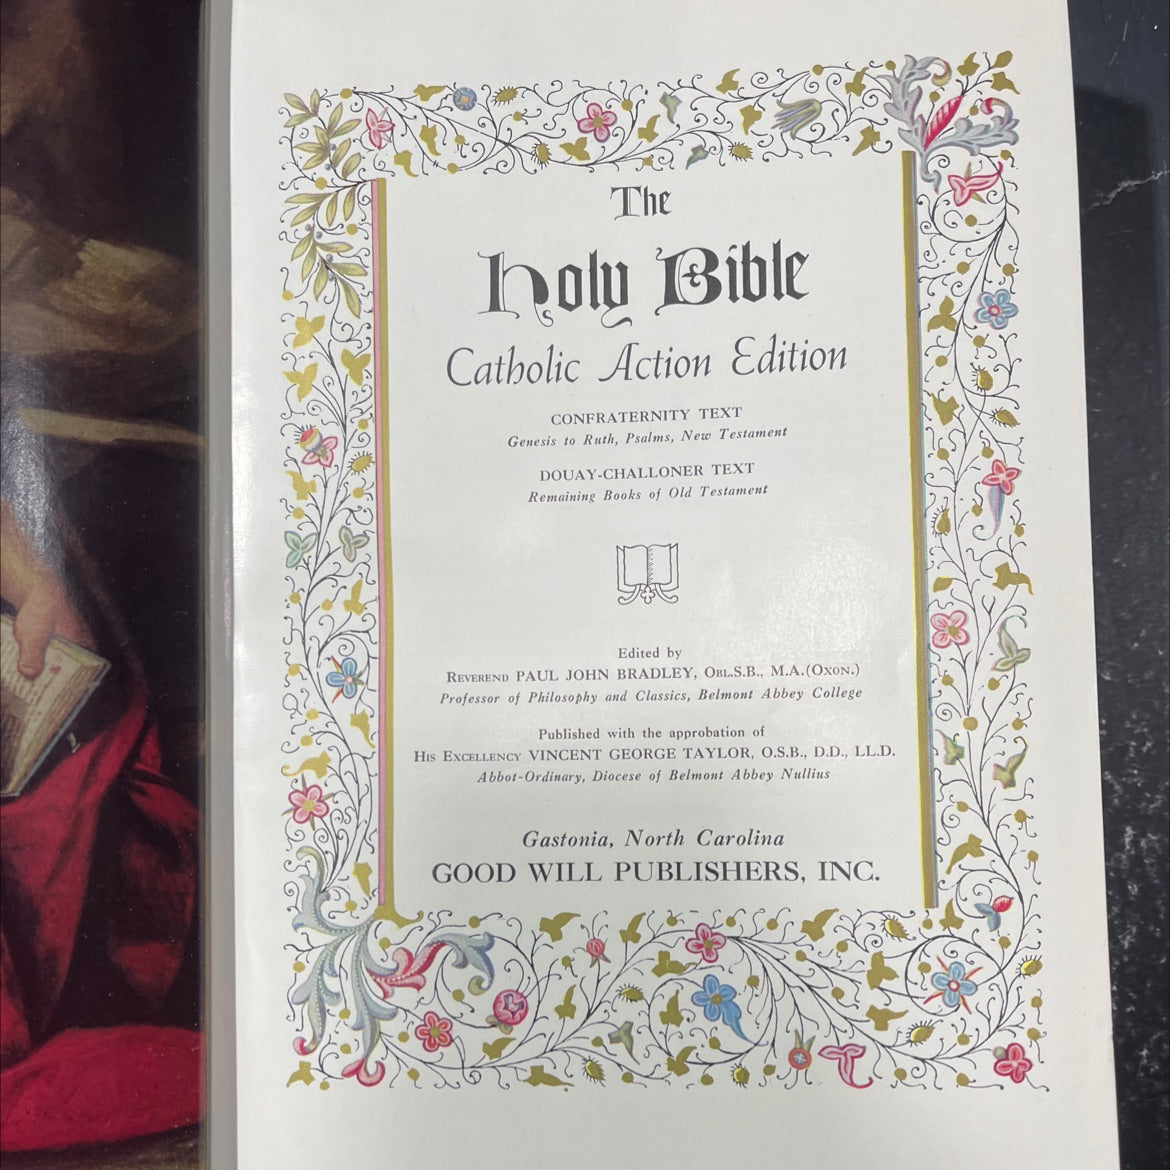 The
Holy Bible
Catholic Action Edition
CONFRATERNITY TEXT
Genesis to Ruth, Psalms, New Testament
DOUAY-CHALLONER TEXT
Remaining Books of Old Testament
Edited by
Reverend PAUL JOHN BRADLEY, Obl.S.B., M.A.(Oxon.)
Professor of Philosophy and Classics, Belmont Abbey College
Published with the approbation of
His Excellency VINCENT GEORGE TAYLOR, O.S.B., D.D., LL.D.
Abbot-Ordinary, Diocese of Belmont Abbey Nullius
Gastonia, North Carolina
GOOD WILL PUBLISHERS, INC.